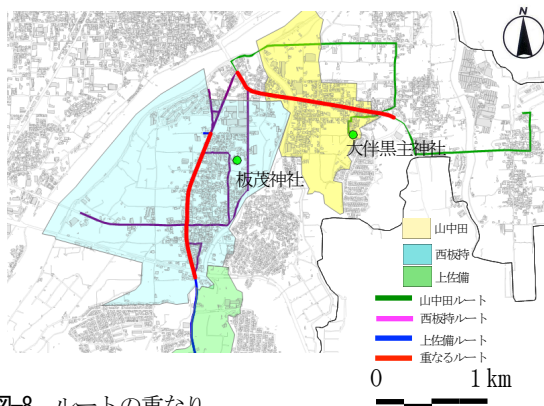 N
大伴黒主神社
板茂神社
山中田
西板持
上佐備
山中田ルート
西板持ルート
上佐備ルート
重なるルート
0 1km
図-8 ルートの重なり